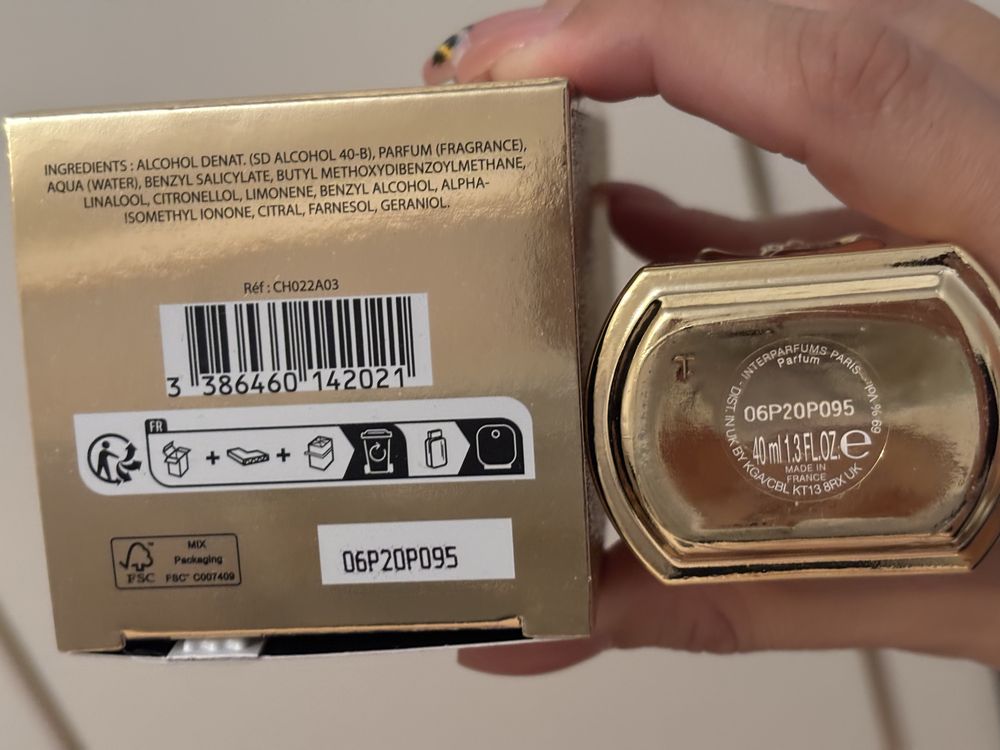 INGREDIENTS : ALCOHOL DENAT. (SD ALCOHOL 40-B), PARFUM (FRAGRANCE),
AQUA (WATER), BENZYL SALICYLATE, BUTYL METHOXYDIBENZOYLMETHANE,
LINALOOL, CITRONELLOL, LIMONENE, BENZYL ALCOHOL, ALPHA-
ISOMETHYL IONONE, CITRAL, FARNESOL, GERANIOL.
Réf : CH022A03
3 386460 142021
FR
+ +
MIX
Packaging
FSC
FSC™ C007409
06P20P095
INTERPARFUMS PARIS - Vol. % 69
Parfum
06P20P095
40 ml 1.3 FL.OZ. e
MADE IN
FRANCE
- DIST. IN UK BY KGA/CBL KT13 8RX UK